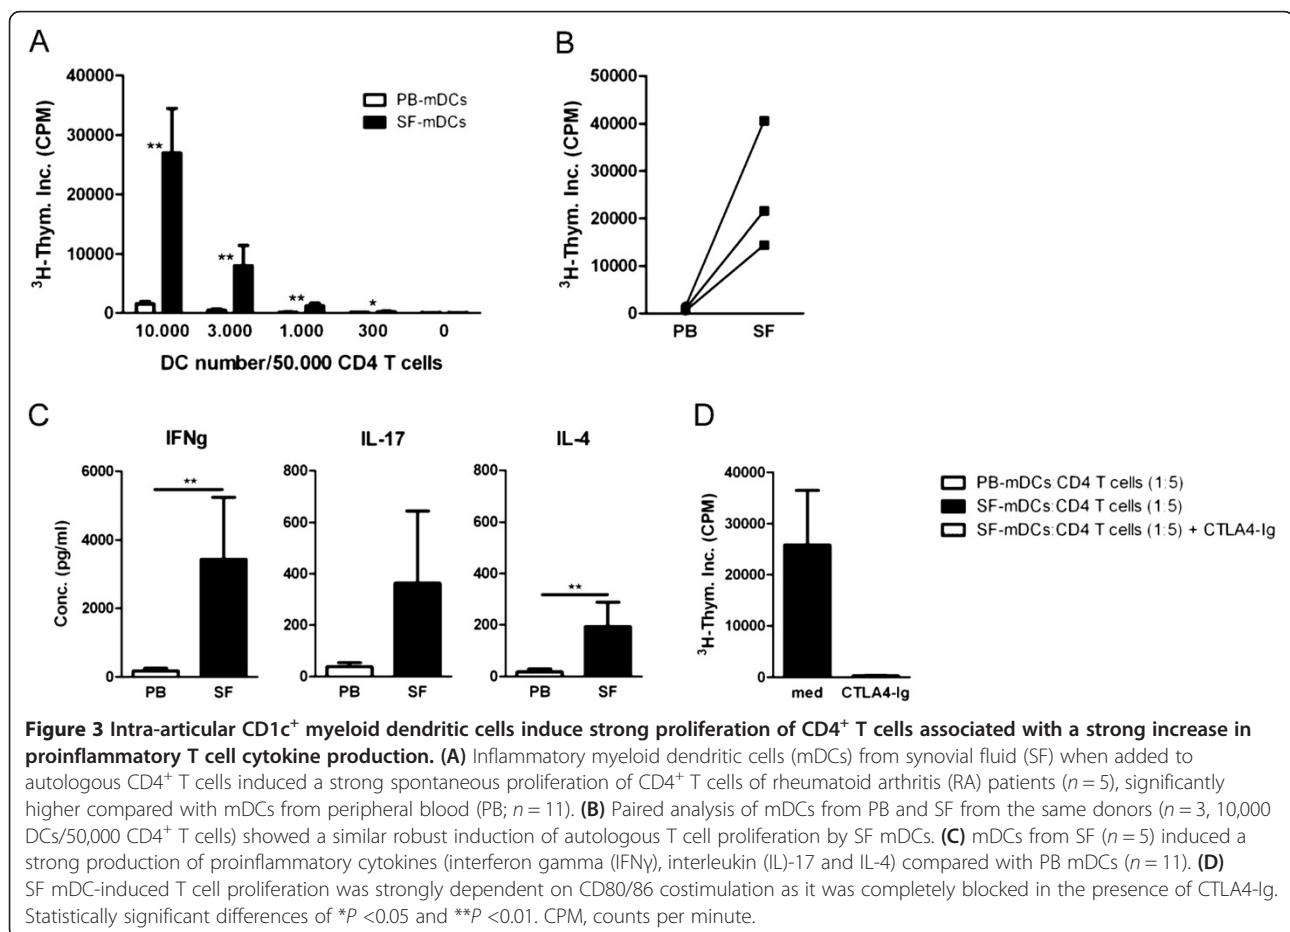 A
40000
30000
20000
10000
0
³H-Thym. Inc. (CPM)
PB-mDCs
SF-mDCs
**
**
**
*
10.000 3.000 1.000 300 0
DC number/50.000 CD4 T cells
B
50000
40000
30000
20000
10000
0
³H-Thym. Inc. (CPM)
PB SF
C
IFNg
6000
4000
2000
0
Conc. (pg/ml)
**
PB SF
IL-17
800
600
400
200
0
PB SF
IL-4
800
600
400
200
0
**
PB SF
D
40000
30000
20000
10000
0
³H-Thym. Inc. (CPM)
med CTLA4-Ig
PB-mDCs:CD4 T cells (1:5)
SF-mDCs:CD4 T cells (1:5)
SF-mDCs:CD4 T cells (1:5) + CTLA4-Ig
Figure 3 Intra-articular CD1c⁺ myeloid dendritic cells induce strong proliferation of CD4⁺ T cells associated with a strong increase in
proinflammatory T cell cytokine production. (A) Inflammatory myeloid dendritic cells (mDCs) from synovial fluid (SF) when added to
autologous CD4⁺ T cells induced a strong spontaneous proliferation of CD4⁺ T cells of rheumatoid arthritis (RA) patients (n = 5), significantly
higher compared with mDCs from peripheral blood (PB; n = 11). (B) Paired analysis of mDCs from PB and SF from the same donors (n = 3, 10,000
DCs/50,000 CD4⁺ T cells) showed a similar robust induction of autologous T cell proliferation by SF mDCs. (C) mDCs from SF (n = 5) induced a
strong production of proinflammatory cytokines (interferon gamma (IFNγ), interleukin (IL)-17 and IL-4) compared with PB mDCs (n = 11). (D)
SF mDC-induced T cell proliferation was strongly dependent on CD80/86 costimulation as it was completely blocked in the presence of CTLA4-Ig.
Statistically significant differences of *P <0.05 and **P <0.01. CPM, counts per minute.